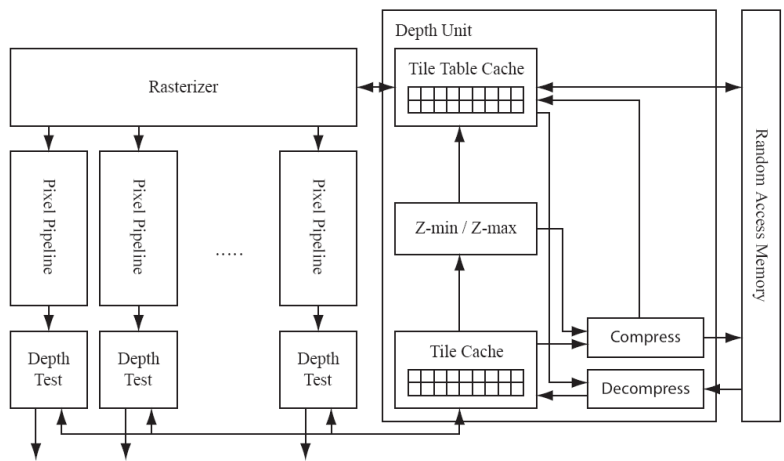 Depth Unit
Rasterizer
Tile Table Cache
Pixel Pipeline
Pixel Pipeline
.....
Pixel Pipeline
Z-min / Z-max
Random Access Memory
Depth
Test
Depth
Test
Depth
Test
Tile Cache
Compress
Decompress